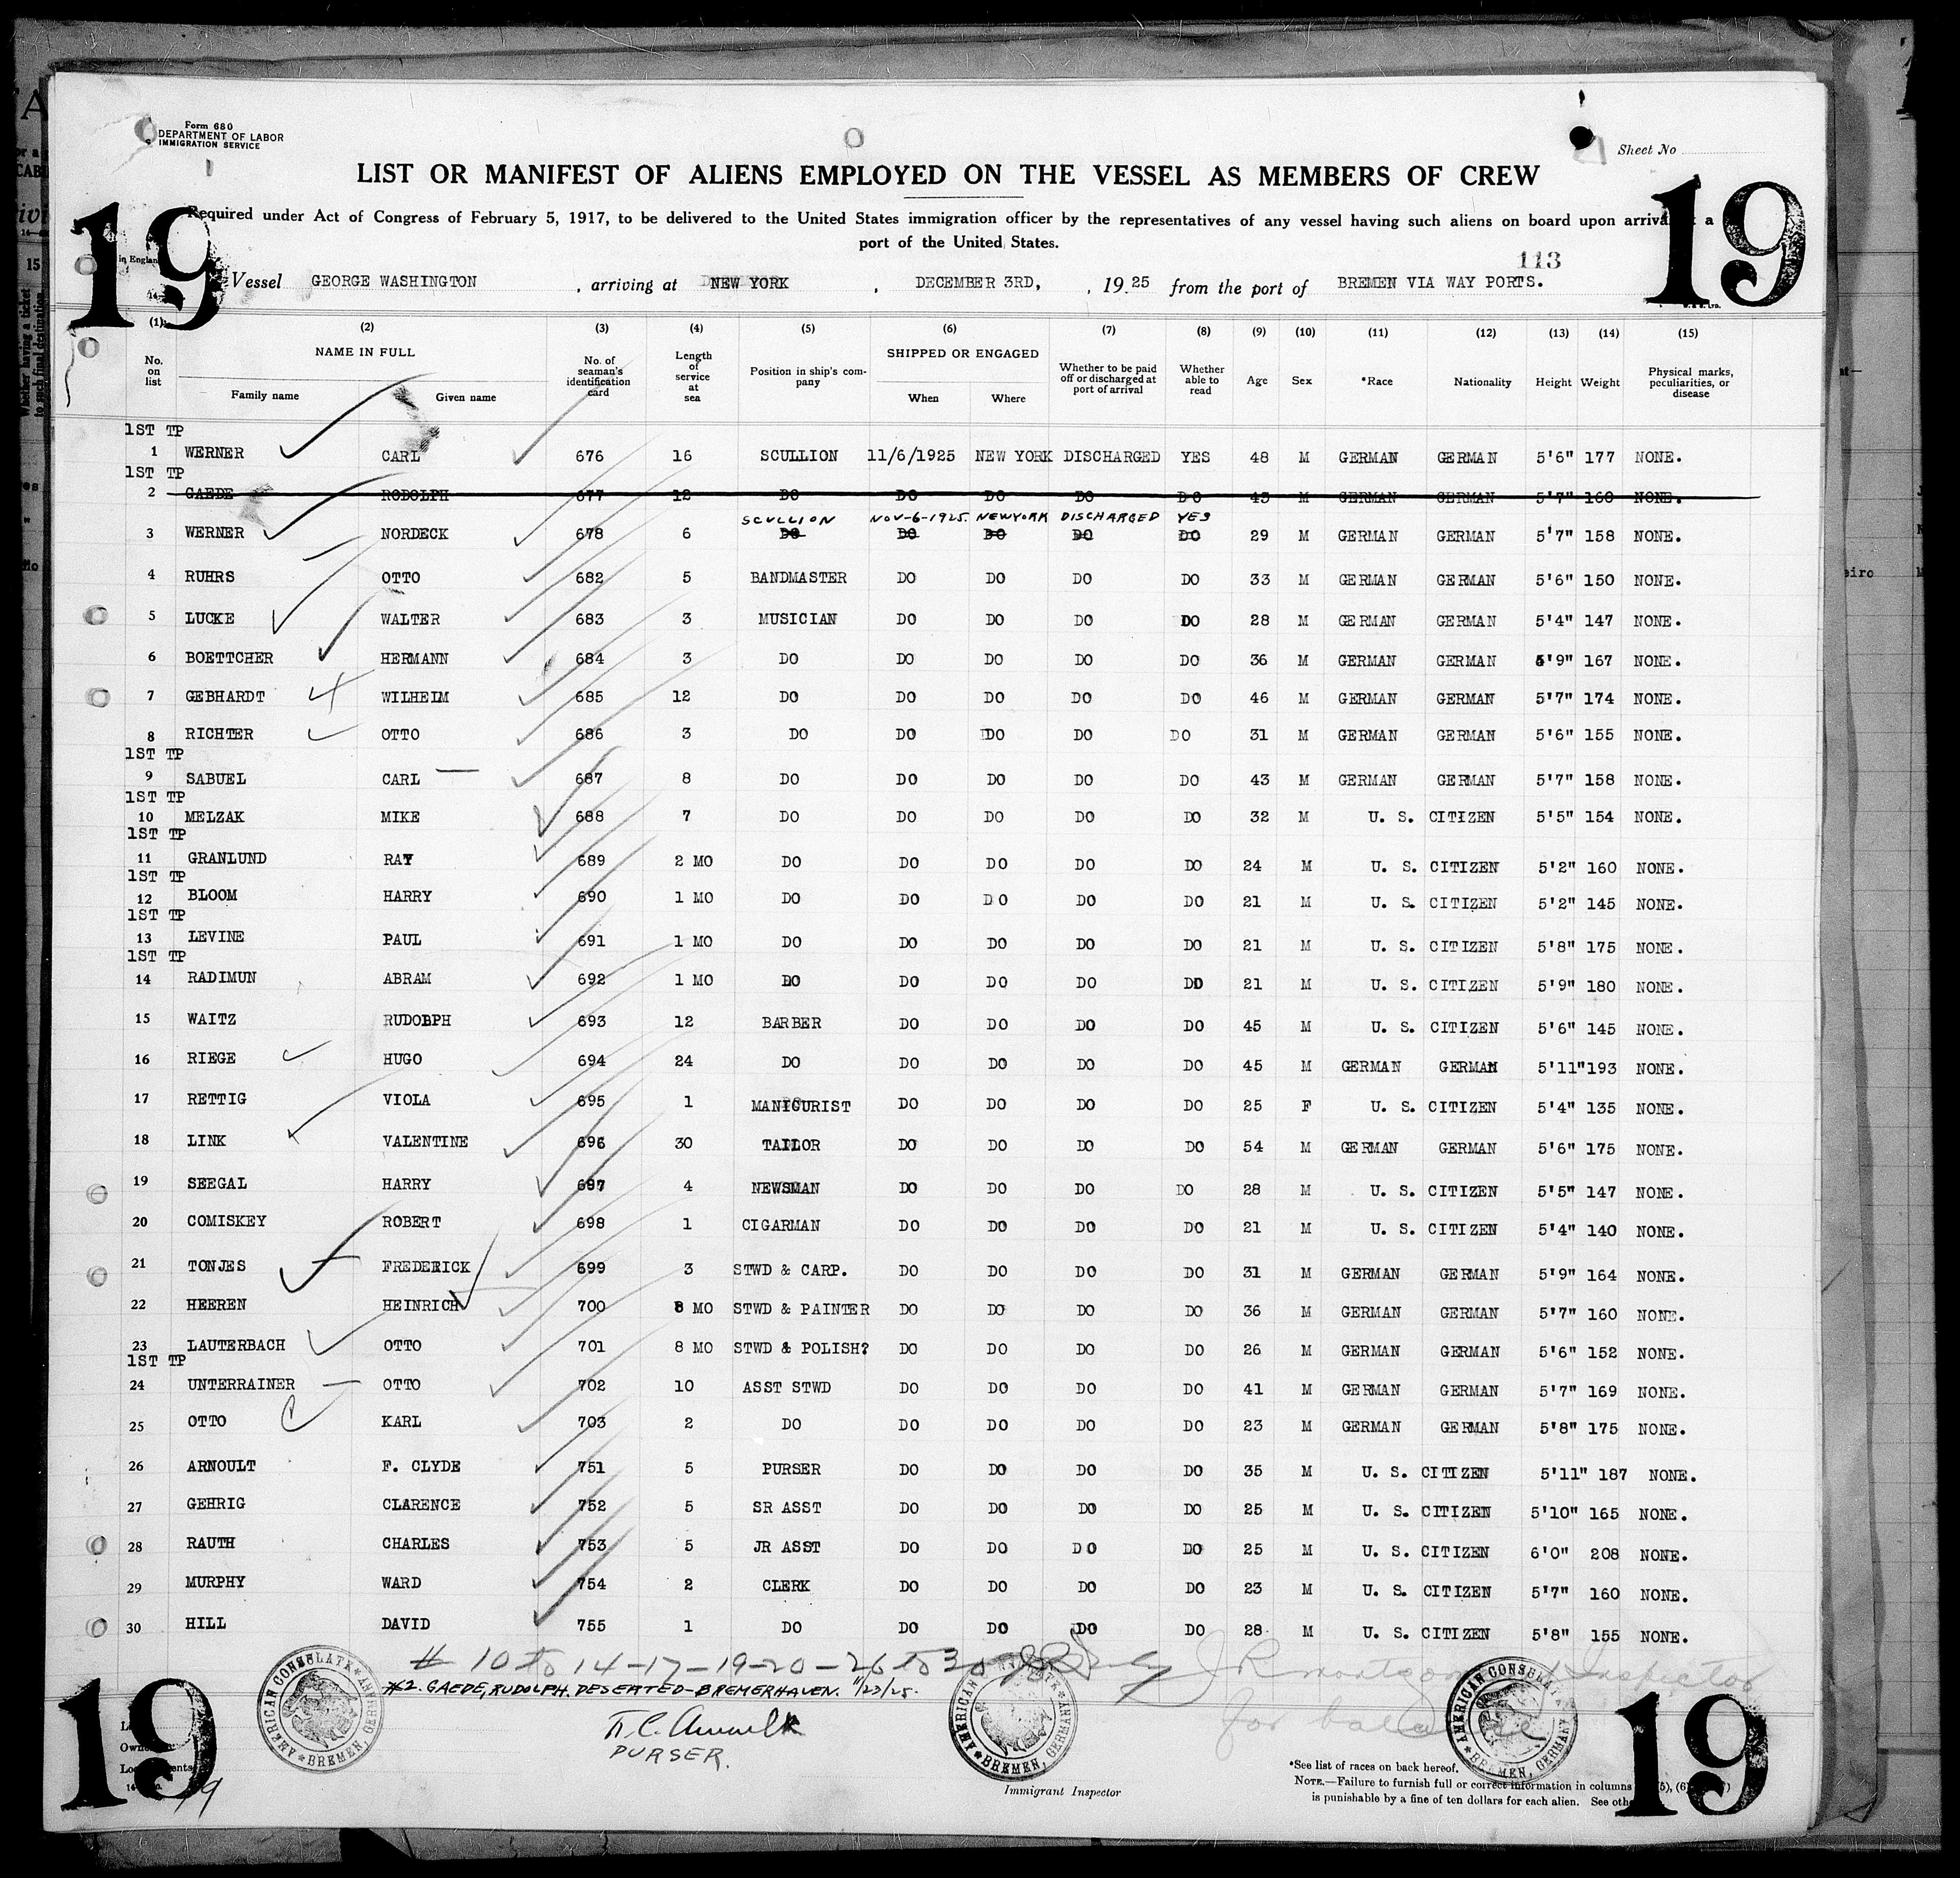 Form 680
DEPARTMENT OF LABOR
IMMIGRATION SERVICE
Sheet No
LIST OR MANIFEST OF ALIENS EMPLOYED ON THE VESSEL AS MEMBERS OF CREW
Required under Act of Congress of February 5, 1917, to be delivered to the United States immigration officer by the representatives of any vessel having such aliens on board upon arrival a
port of the United States.
19 19
113
Vessel GEORGE WASHINGTON , arriving at NEW YORK , DECEMBER 3RD, , 19 25 from the port of BREMEN VIA WAY PORTS.
(1) (2) (3) (4) (5) (6) (7) (8) (9) (10) (11) (12) (13) (14) (15)
No. on list NAME IN FULL Family name Given name No. of seaman's identification card Length of service at sea Position in ship's company SHIPPED OR ENGAGED When Where Whether to be paid off or discharged at port of arrival Whether able to read Age Sex *Race Nationality Height Weight Physical marks, peculiarities, or disease
1ST TP
1 WERNER CARL 676 16 SCULLION 11/6/1925 NEW YORK DISCHARGED YES 48 M GERMAN GERMAN 5'6" 177 NONE.
1ST TP
2 GAEDE RODOLPH 677 12 DO DO DO DO DO 45 M GERMAN GERMAN 5'7" 160 NONE.
SCULLION NOV-6-1925. NEWYORK DISCHARGED YES
3 WERNER NORDECK 678 6 DO DO DO DO DO 29 M GERMAN GERMAN 5'7" 158 NONE.
4 RUHRS OTTO 682 5 BANDMASTER DO DO DO DO 33 M GERMAN GERMAN 5'6" 150 NONE.
5 LUCKE WALTER 683 3 MUSICIAN DO DO DO DO 28 M GERMAN GERMAN 5'4" 147 NONE.
6 BOETTCHER HERMANN 684 3 DO DO DO DO DO 36 M GERMAN GERMAN 5'9" 167 NONE.
7 GEBHARDT WILHELM 685 12 DO DO DO DO DO 46 M GERMAN GERMAN 5'7" 174 NONE.
8 RICHTER OTTO 686 3 DO DO DO DO DO 31 M GERMAN GERMAN 5'6" 155 NONE.
1ST TP
9 SABUEL CARL 687 8 DO DO DO DO DO 43 M GERMAN GERMAN 5'7" 158 NONE.
1ST TP
10 MELZAK MIKE 688 7 DO DO DO DO DO 32 M U. S. CITIZEN 5'5" 154 NONE.
1ST TP
11 GRANLUND RAY 689 2 MO DO DO DO DO DO 24 M U. S. CITIZEN 5'2" 160 NONE.
1ST TP
12 BLOOM HARRY 690 1 MO DO DO DO DO DO 21 M U. S. CITIZEN 5'2" 145 NONE.
1ST TP
13 LEVINE PAUL 691 1 MO DO DO DO DO DO 21 M U. S. CITIZEN 5'8" 175 NONE.
1ST TP
14 RADIMUN ABRAM 692 1 MO DO DO DO DO DO 21 M U. S. CITIZEN 5'9" 180 NONE.
15 WAITZ RUDOLPH 693 12 BARBER DO DO DO DO 45 M U. S. CITIZEN 5'6" 145 NONE.
16 RIEGE HUGO 694 24 DO DO DO DO DO 45 M GERMAN GERMAN 5'11" 193 NONE.
17 RETTIG VIOLA 695 1 MANICURIST DO DO DO DO 25 F U. S. CITIZEN 5'4" 135 NONE.
18 LINK VALENTINE 696 30 TAILOR DO DO DO DO 54 M GERMAN GERMAN 5'6" 175 NONE.
19 SEEGAL HARRY 697 4 NEWSMAN DO DO DO DO 28 M U. S. CITIZEN 5'5" 147 NONE.
20 COMISKEY ROBERT 698 1 CIGARMAN DO DO DO DO 21 M U. S. CITIZEN 5'4" 140 NONE.
21 TONJES FREDERICK 699 3 STWD & CARP. DO DO DO DO 31 M GERMAN GERMAN 5'9" 164 NONE.
22 HEEREN HEINRICH 700 8 MO STWD & PAINTER DO DO DO DO 36 M GERMAN GERMAN 5'7" 160 NONE.
23 LAUTERBACH OTTO 701 8 MO STWD & POLISH? DO DO DO DO 26 M GERMAN GERMAN 5'6" 152 NONE.
1ST TP
24 UNTERRAINER OTTO 702 10 ASST STWD DO DO DO DO 41 M GERMAN GERMAN 5'7" 169 NONE.
25 OTTO KARL 703 2 DO DO DO DO DO 23 M GERMAN GERMAN 5'8" 175 NONE.
26 ARNOULT F. CLYDE 751 5 PURSER DO DO DO DO 35 M U. S. CITIZEN 5'11" 187 NONE.
27 GEHRIG CLARENCE 752 5 SR ASST DO DO DO DO 25 M U. S. CITIZEN 5'10" 165 NONE.
28 RAUTH CHARLES 753 5 JR ASST DO DO DO DO 25 M U. S. CITIZEN 6'0" 208 NONE.
29 MURPHY WARD 754 2 CLERK DO DO DO DO 23 M U. S. CITIZEN 5'7" 160 NONE.
30 HILL DAVID 755 1 DO DO DO DO DO 28 M U. S. CITIZEN 5'8" 155 NONE.
# 10 to 14-17-19-20-26 to 30
#2. GAEDE, RUDOLPH. DESERTED-BREMERHAVEN. 11/23/25.
J R Montgom Inspector
for
PURSER.
AMERICAN CONSULATE BREMEN, GERMANY
AMERICAN CONSULATE BREMEN, GERMANY
AMERICAN CONSULATE BREMEN, GERMANY
Immigrant Inspector
*See list of races on back hereof.
NOTE.—Failure to furnish full or correct information in columns (5), (6)
is punishable by a fine of ten dollars for each alien. See
19 19
19